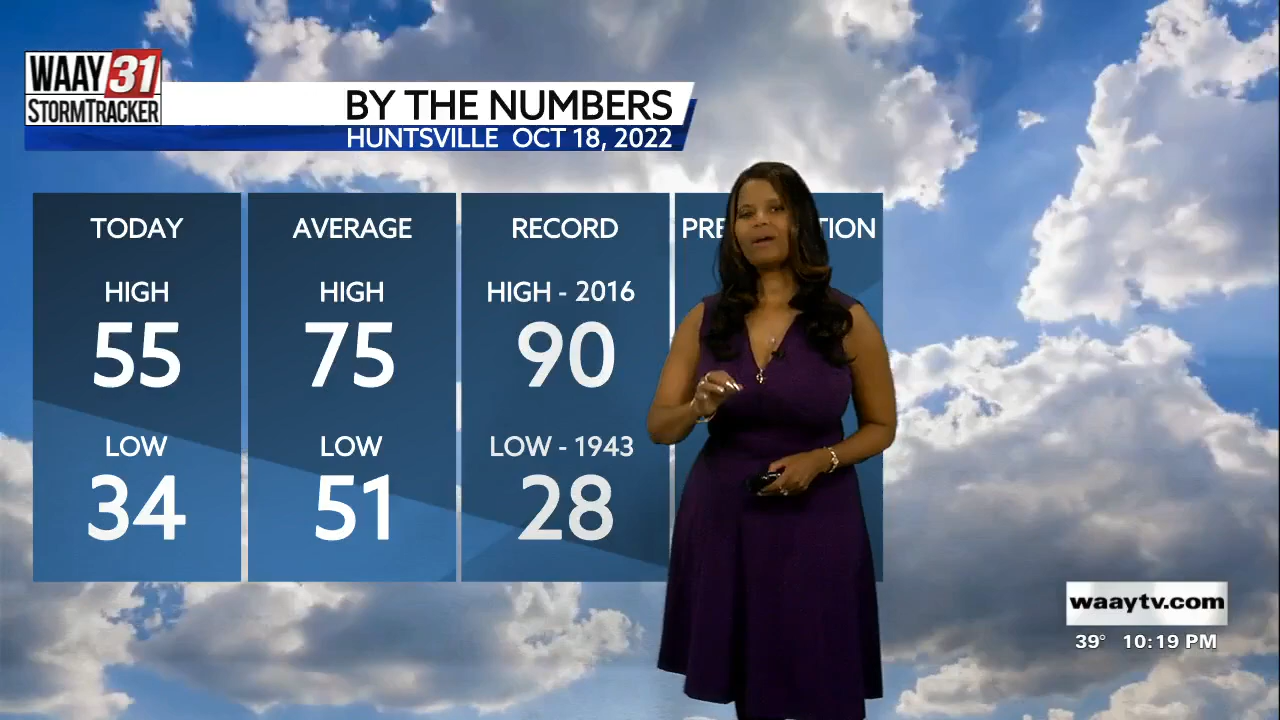 WAAY 31
STORMTRACKER
BY THE NUMBERS
HUNTSVILLE OCT 18, 2022
TODAY
HIGH
55
LOW
34
AVERAGE
HIGH
75
LOW
51
RECORD
HIGH - 2016
90
LOW - 1943
28
waaytv.com
39° 10:19 PM